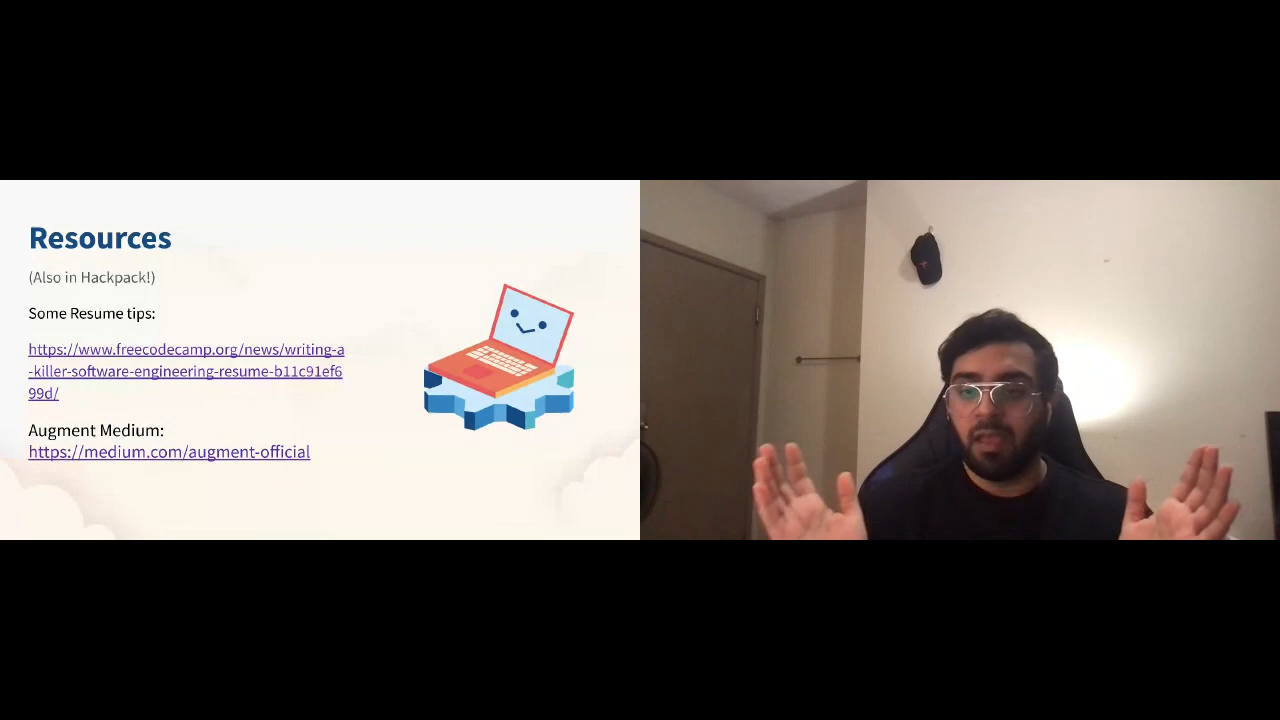 Resources
(Also in Hackpack!)
Some Resume tips:
https://www.freecodecamp.org/news/writing-a
-killer-software-engineering-resume-b11c91ef6
99d/
Augment Medium:
https://medium.com/augment-official